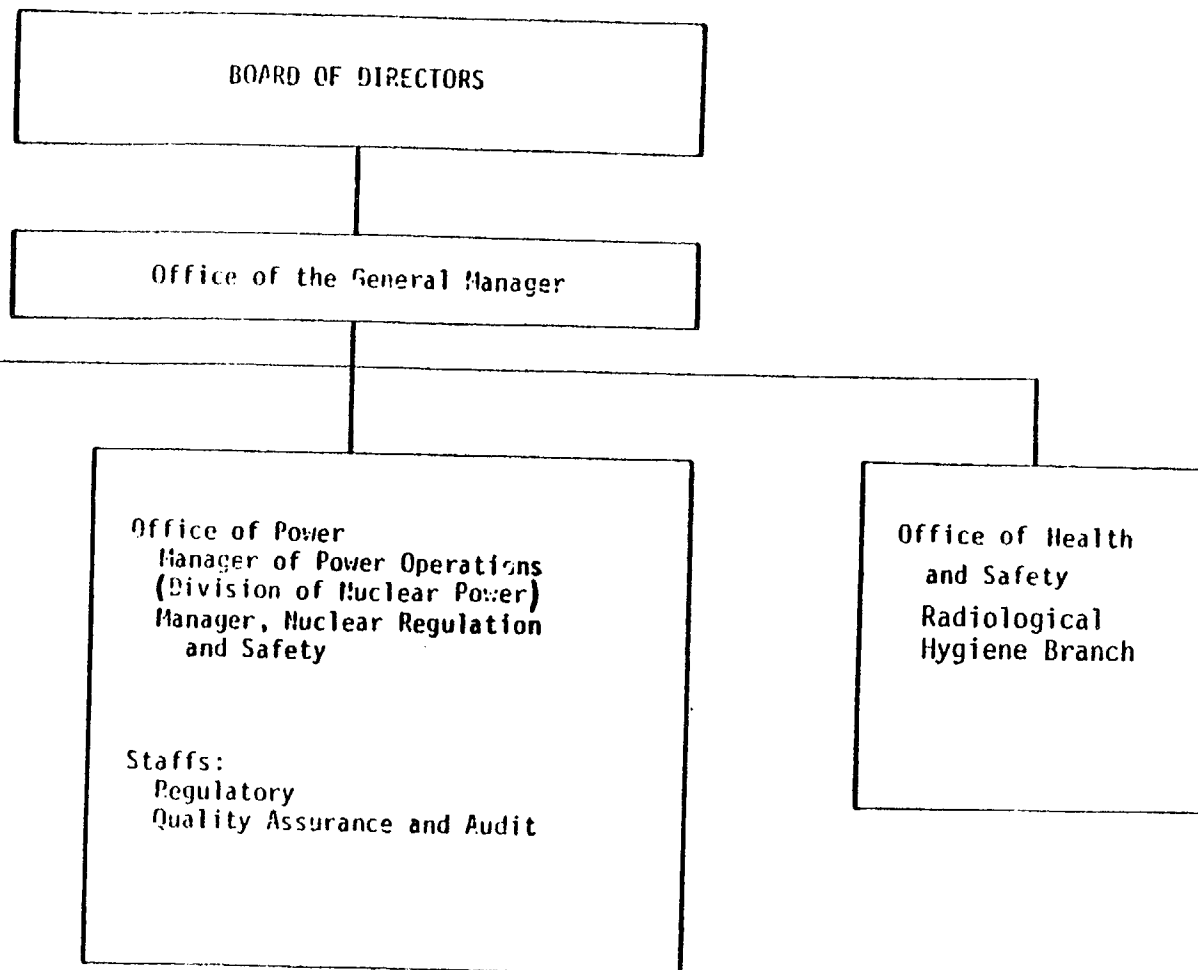 BOARD OF DIRECTORS
Office of the General Manager
Office of Power
Manager of Power Operations
(Division of Nuclear Power)
Manager, Nuclear Regulation
and Safety
Staffs:
Regulatory
Quality Assurance and Audit
Office of Health
and Safety
Radiological
Hygiene Branch